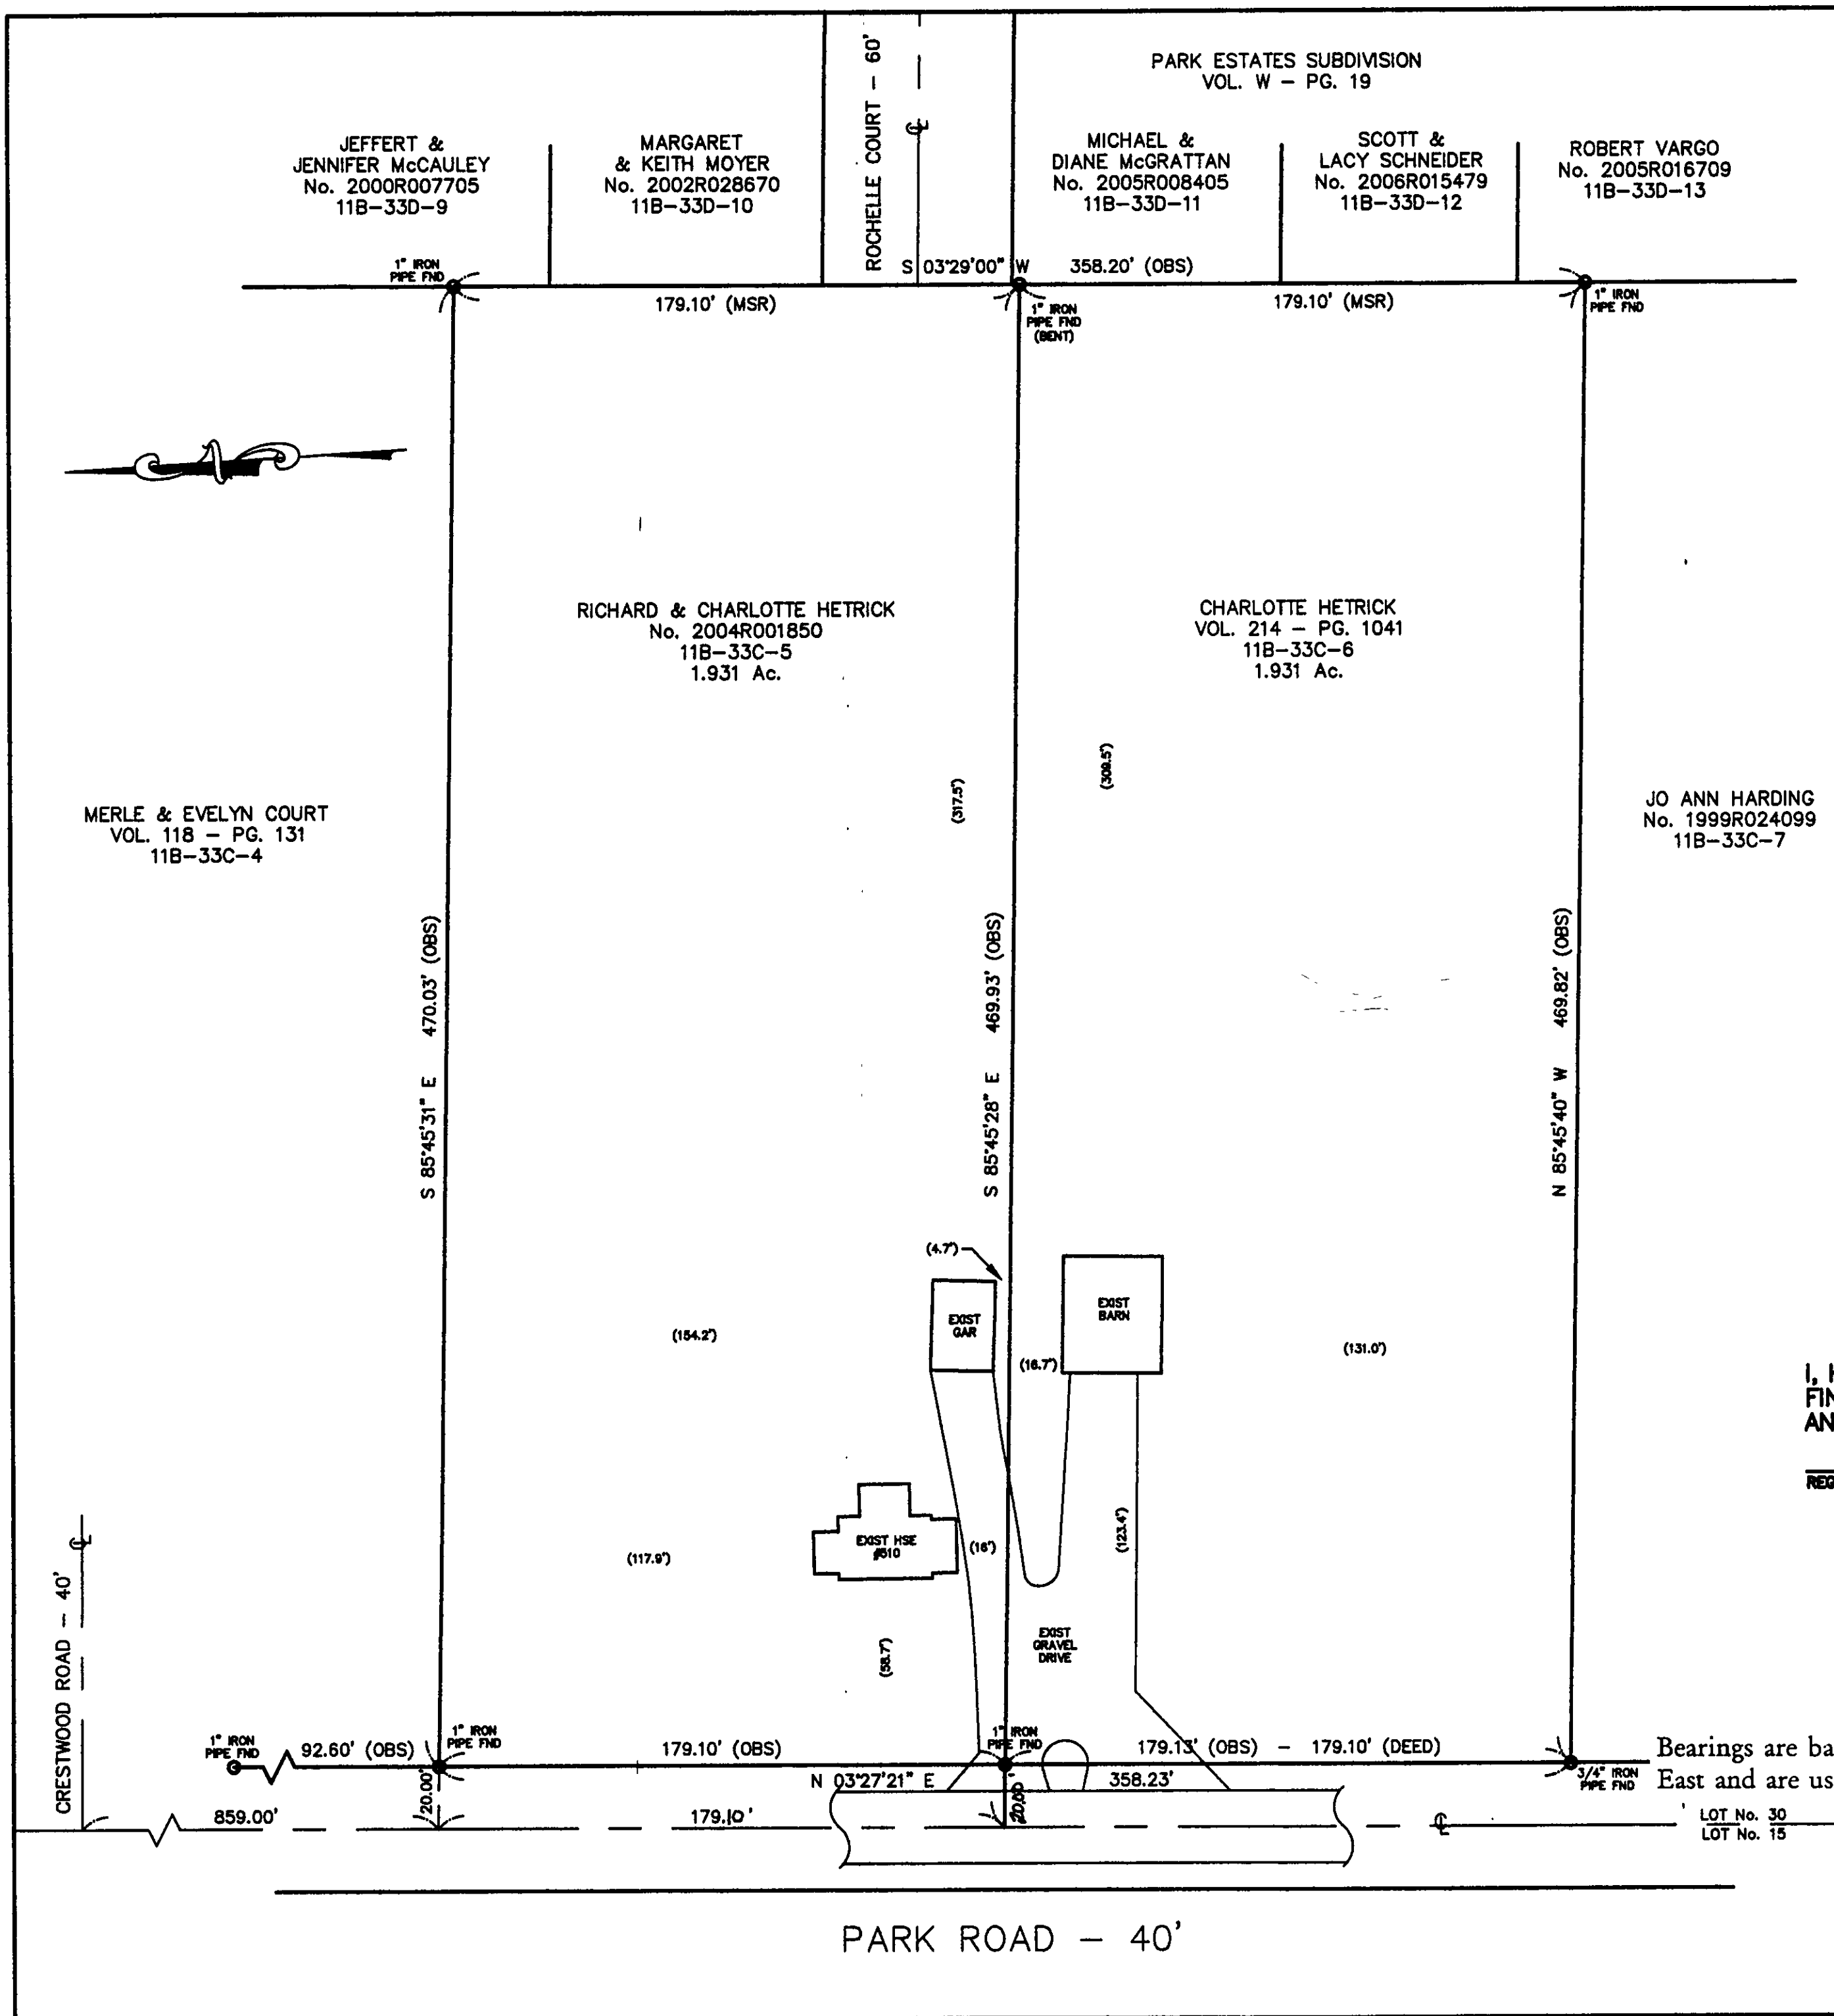 PARK ESTATES SUBDIVISION
VOL. W – PG. 19
ROCHELLE COURT – 60'
JEFFERT &
JENNIFER McCAULEY
No. 2000R007705
11B–33D–9
MARGARET
& KEITH MOYER
No. 2002R028670
11B–33D–10
MICHAEL &
DIANE McGRATTAN
No. 2005R008405
11B–33D–11
SCOTT &
LACY SCHNEIDER
No. 2006R015479
11B–33D–12
ROBERT VARGO
No. 2005R016709
11B–33D–13
1" IRON
PIPE FND
S 03°29'00" W 358.20' (OBS)
179.10' (MSR)
1" IRON
PIPE FND
(BENT)
179.10' (MSR)
1" IRON
PIPE FND
N
RICHARD & CHARLOTTE HETRICK
No. 2004R001850
11B–33C–5
1.931 Ac.
CHARLOTTE HETRICK
VOL. 214 – PG. 1041
11B–33C–6
1.931 Ac.
(317.5')
(309.5')
MERLE & EVELYN COURT
VOL. 118 – PG. 131
11B–33C–4
JO ANN HARDING
No. 1999R024099
11B–33C–7
S 85°45'31" E 470.03' (OBS)
S 85°45'28" E 469.93' (OBS)
N 85°45'40" W 469.82' (OBS)
(4.7')
EXIST
GAR
EXIST
BARN
(154.2')
(16.7')
(131.0')
I, H
FIN
AN
REG
EXIST HSE
#510
(117.9')
(16')
(123.4')
(58.7')
EXIST
GRAVEL
DRIVE
CRESTWOOD ROAD – 40'
1" IRON
PIPE FND
92.60' (OBS)
1" IRON
PIPE FND
179.10' (OBS)
1" IRON
PIPE FND
179.13' (OBS) – 179.10' (DEED)
N 03°27'21" E 358.23'
3/4" IRON
PIPE FND
Bearings are ba
East and are us
20.00'
20.00'
859.00'
179.10'
LOT No. 30
LOT No. 15
PARK ROAD – 40'